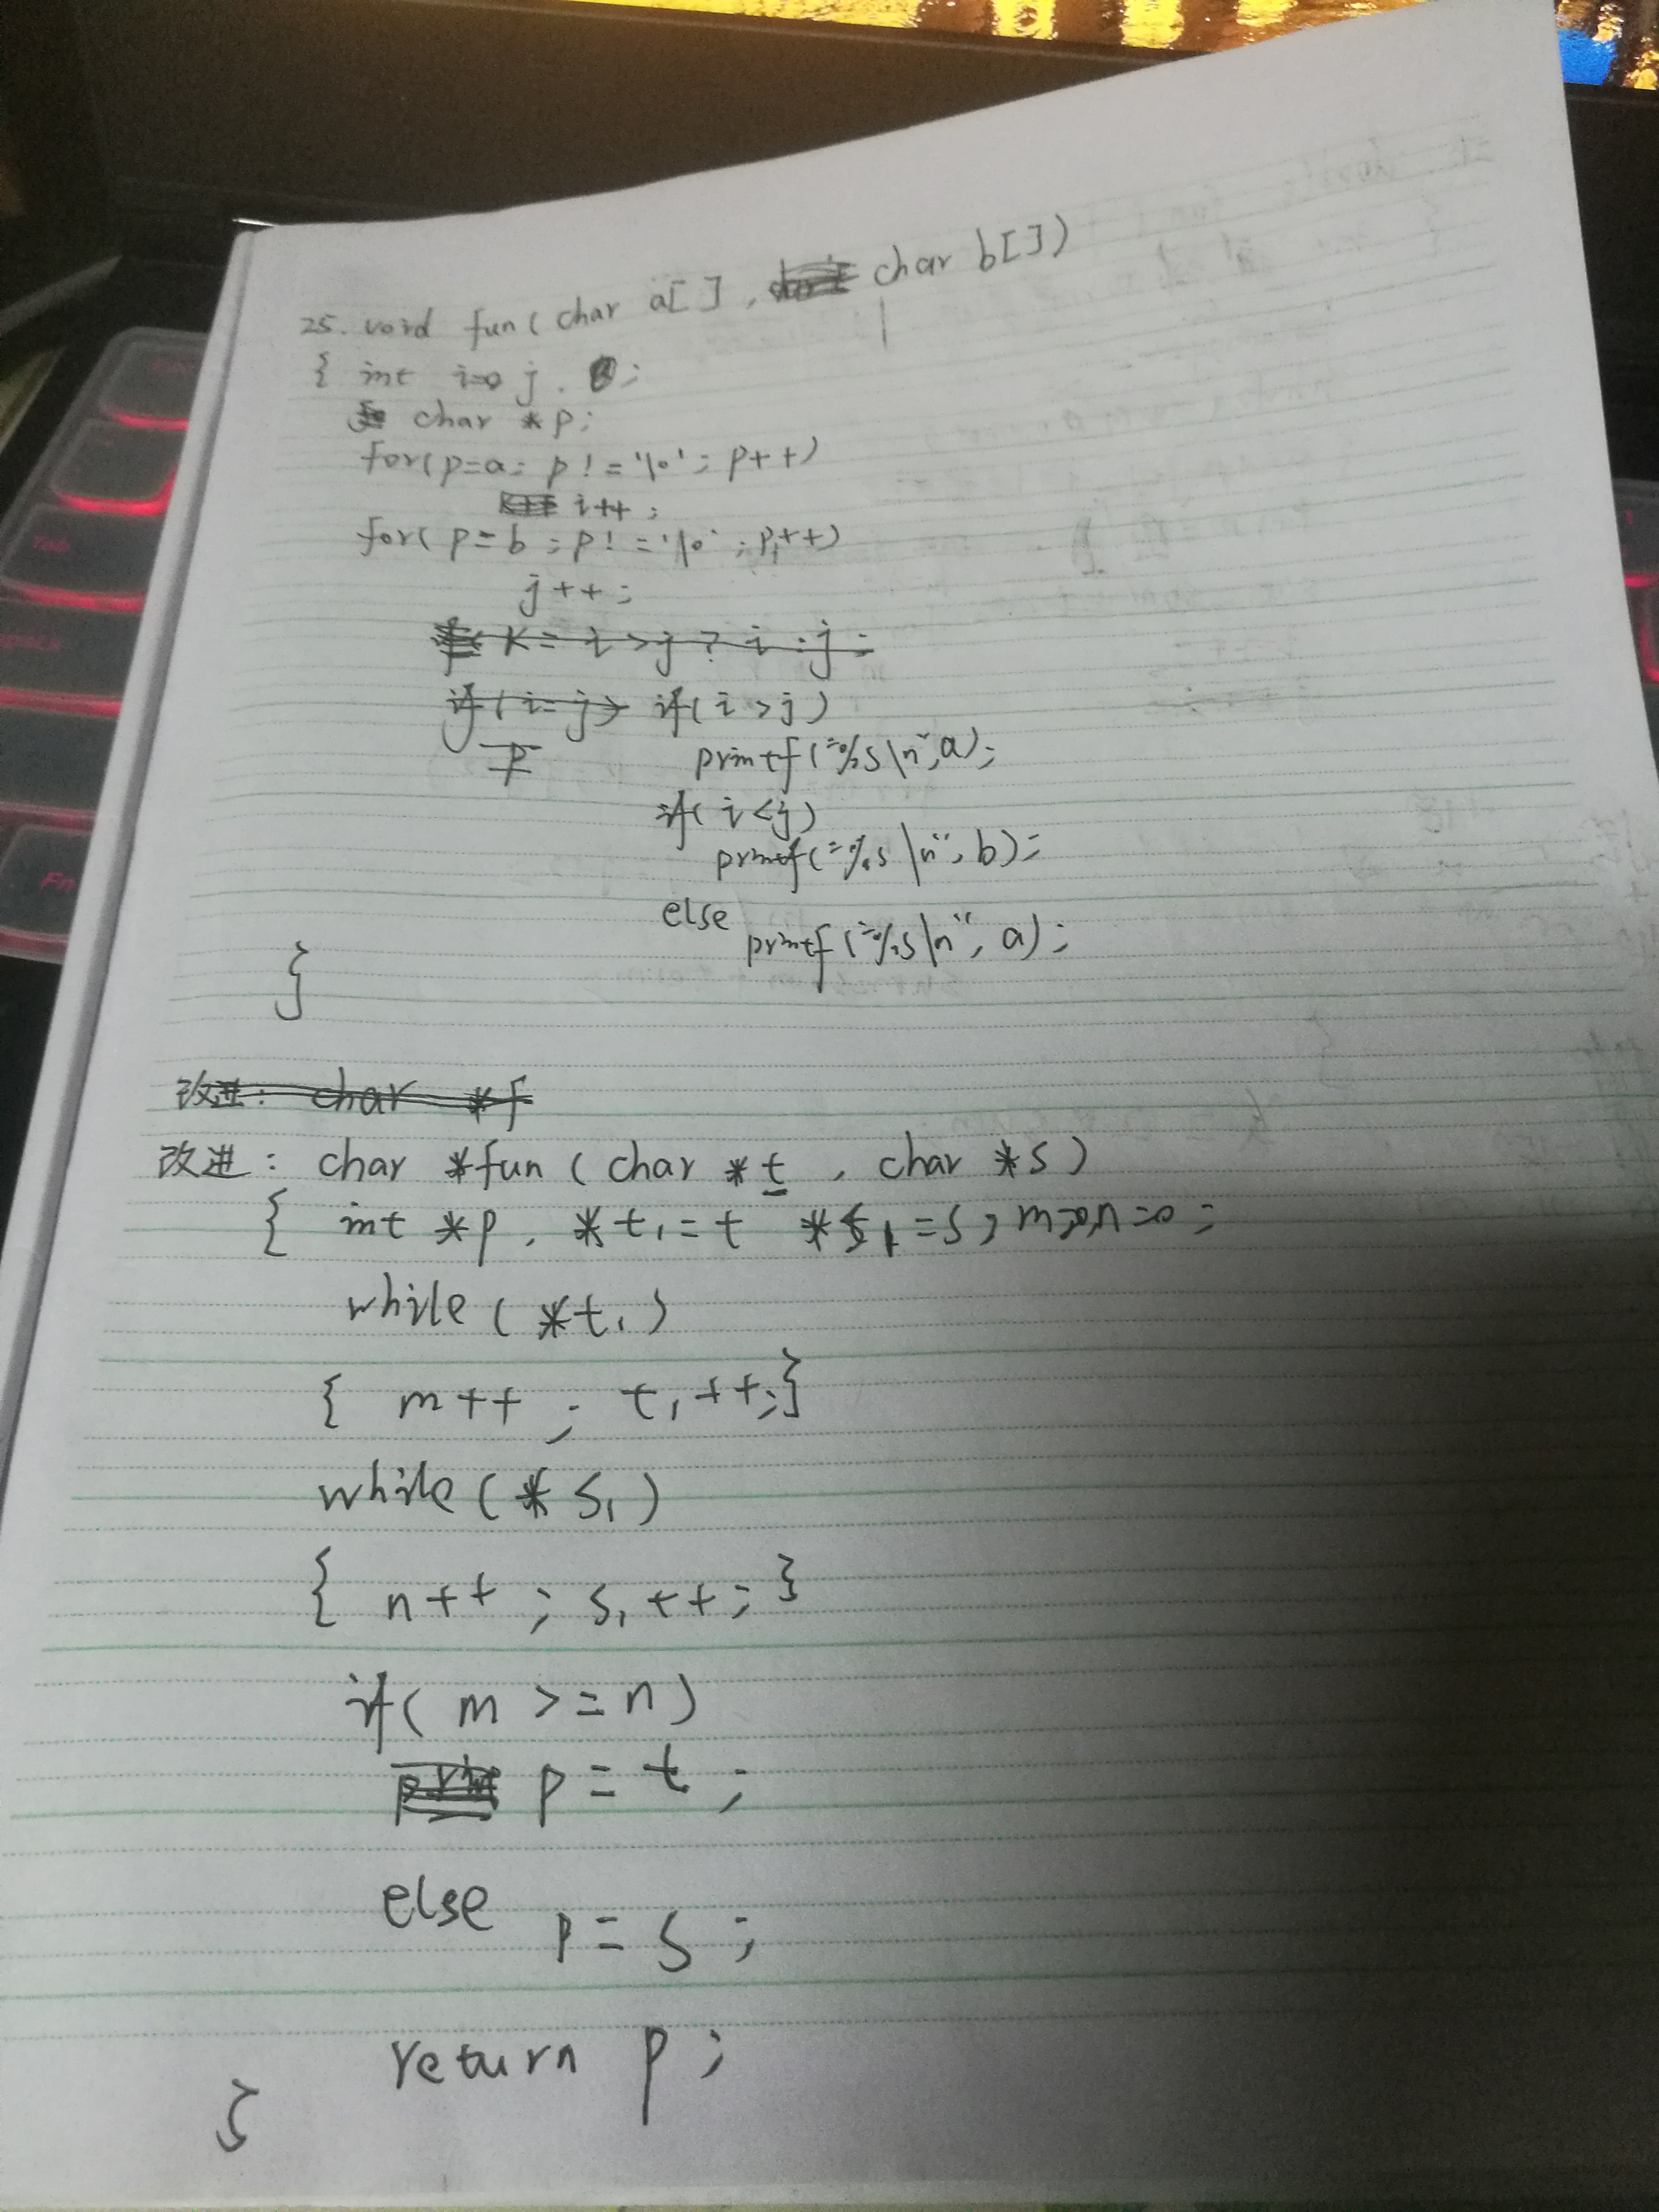 25. void fun ( char a[ ] , char b[ ] )
{ int i=0 j . ;
char *p ;
for(p=a; p != '\0' ; p++)
i++ ;
for( p=b ; p! = '\0' ; p++)
j++ ;
K= i >j ? i : j ;
if (i=j) if( i >j )
p printf ("%s\n",a);
if( i <j)
printf("%s \n", b);
else
printf ("%s\n", a);
}
改进: char *f
改进: char *fun ( char *t , char *s )
{ int *p , *t1 = t *s1 = s , n=0 ;
while ( *t1 )
{ m++ ; t1++;}
while ( * s1 )
{ n++ ; s1++; }
if( m >= n )
p = t ;
else
p = s ;
return p ;
}
Tab
Fn